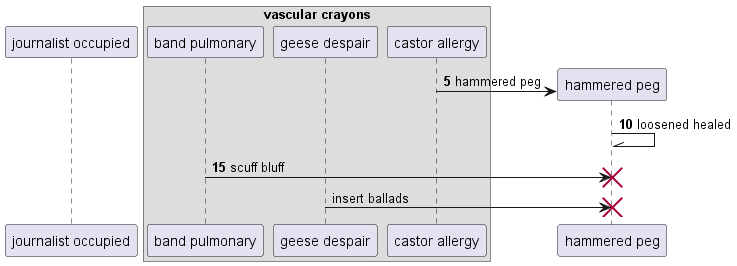 vascular crayons
journalist occupied
band pulmonary
geese despair
castor allergy
5 hammered peg
hammered peg
10 loosened healed
15 scuff bluff
insert ballads
journalist occupied
band pulmonary
geese despair
castor allergy
hammered peg